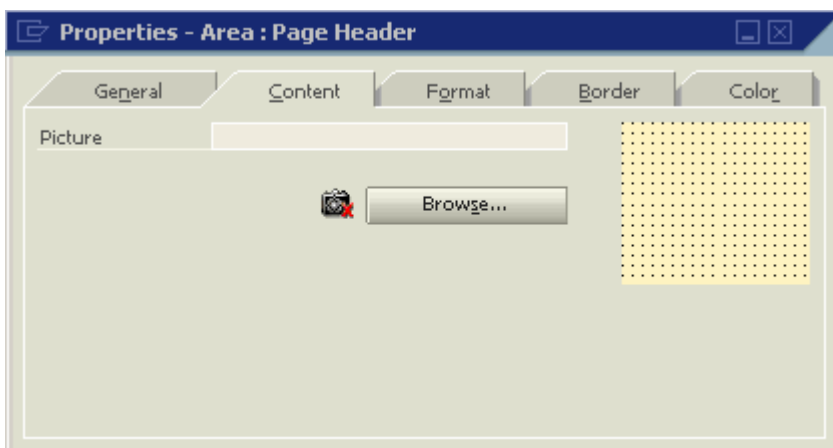 Properties - Area : Page Header
General Content Format Border Color
Picture
Browse...